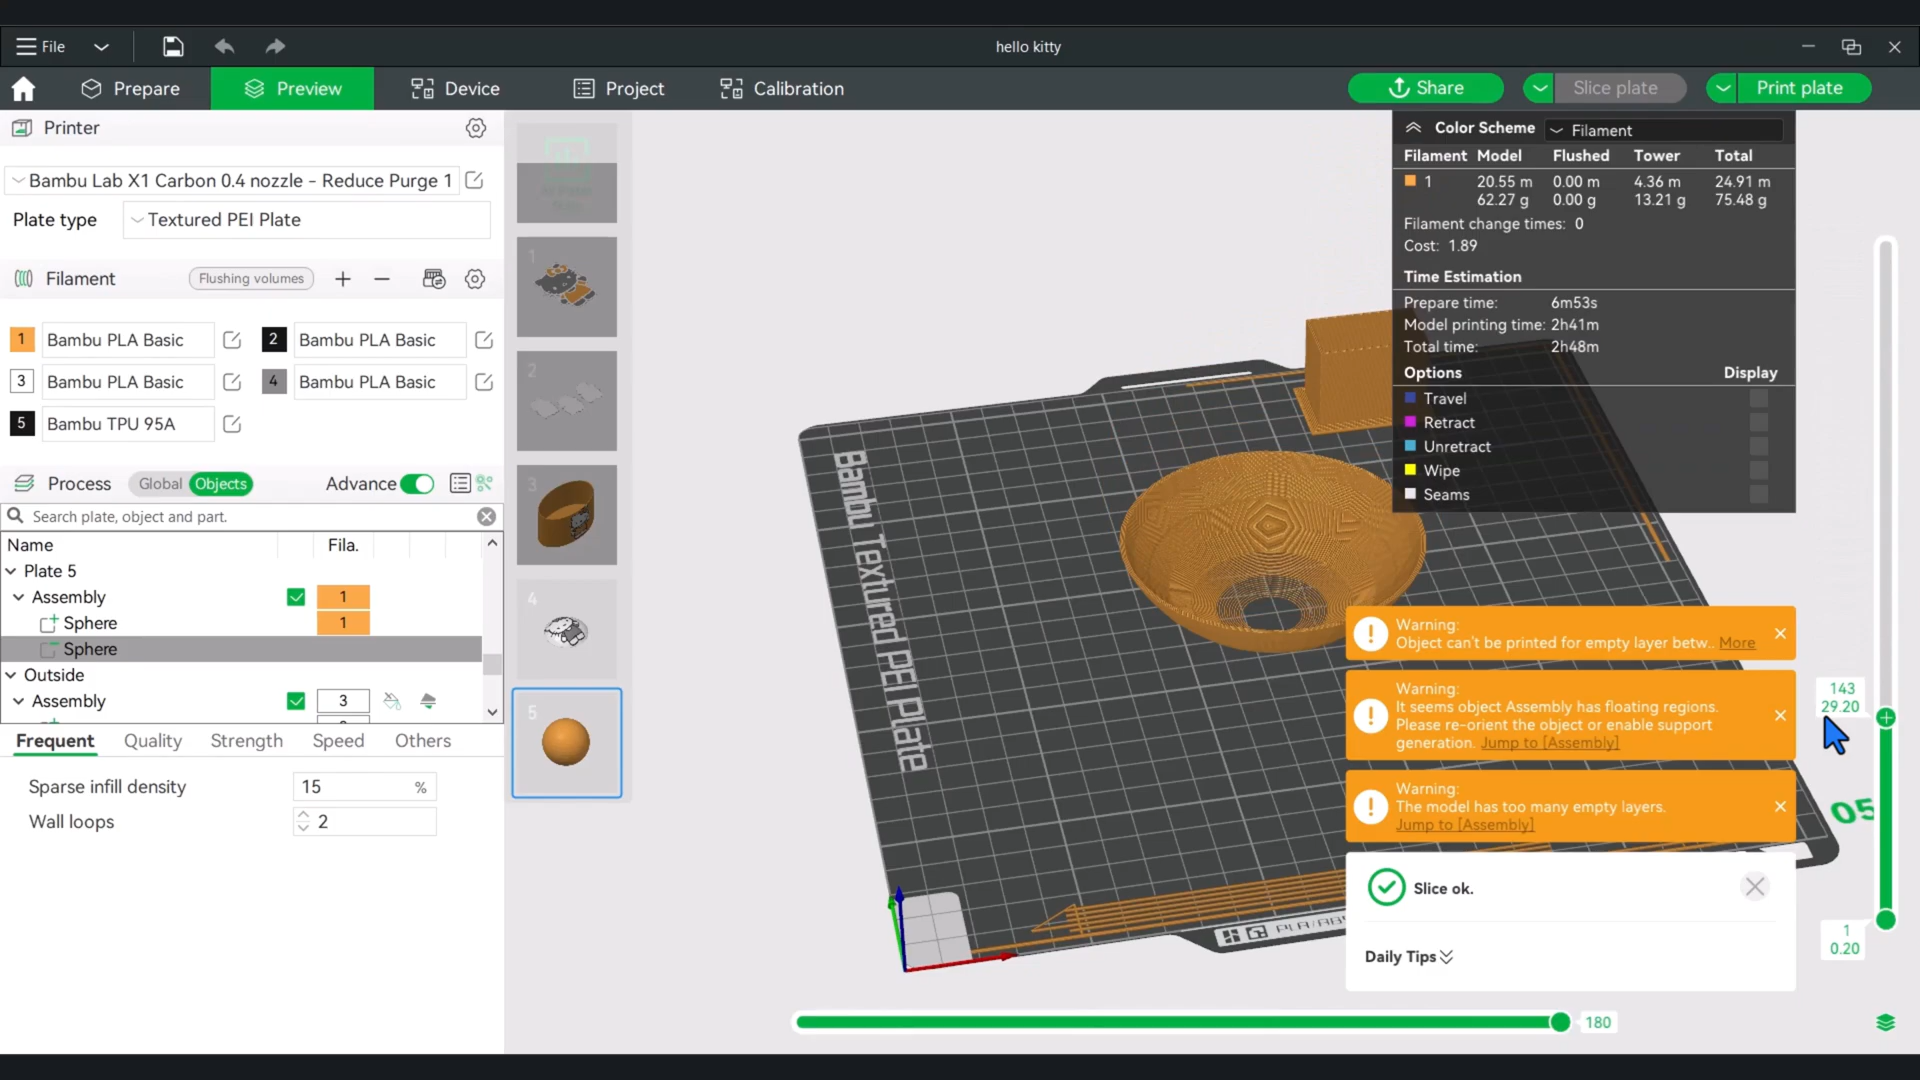 File
hello kitty
Prepare
Preview
Device
Project
Calibration
Share
Slice plate
Print plate
Printer
Bambu Lab X1 Carbon 0.4 nozzle - Reduce Purge 1
Plate type
Textured PEI Plate
Filament
Flushing volumes
1 Bambu PLA Basic
2 Bambu PLA Basic
3 Bambu PLA Basic
4 Bambu PLA Basic
5 Bambu TPU 95A
Process
Global
Objects
Advance
Search plate, object and part.
Name
Fila.
Plate 5
Assembly 1
Sphere 1
Sphere
Outside
Assembly 3
Frequent
Quality
Strength
Speed
Others
Sparse infill density 15 %
Wall loops 2
1
2
3
4
5
Color Scheme
Filament
Filament Model Flushed Tower Total
1 20.55 m 0.00 m 4.36 m 24.91 m
62.27 g 0.00 g 13.21 g 75.48 g
Filament change times: 0
Cost: 1.89
Time Estimation
Prepare time: 6m53s
Model printing time: 2h41m
Total time: 2h48m
Options Display
Travel
Retract
Unretract
Wipe
Seams
Bambu Textured PEI Plate
Warning:
Object can't be printed for empty layer betw.. More
Warning:
It seems object Assembly has floating regions.
Please re-orient the object or enable support
generation. Jump to [Assembly]
Warning:
The model has too many empty layers.
Jump to [Assembly]
Slice ok.
Daily Tips
143
29.20
05
1
0.20
180